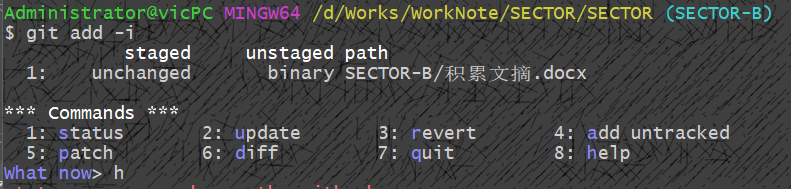 Administrator@vicPC MINGW64 /d/Works/WorkNote/SECTOR/SECTOR (SECTOR-B)
$ git add -i
           staged     unstaged path
  1:    unchanged       binary SECTOR-B/积累文摘.docx

*** Commands ***
  1: status       2: update       3: revert       4: add untracked
  5: patch        6: diff         7: quit         8: help
What now> h